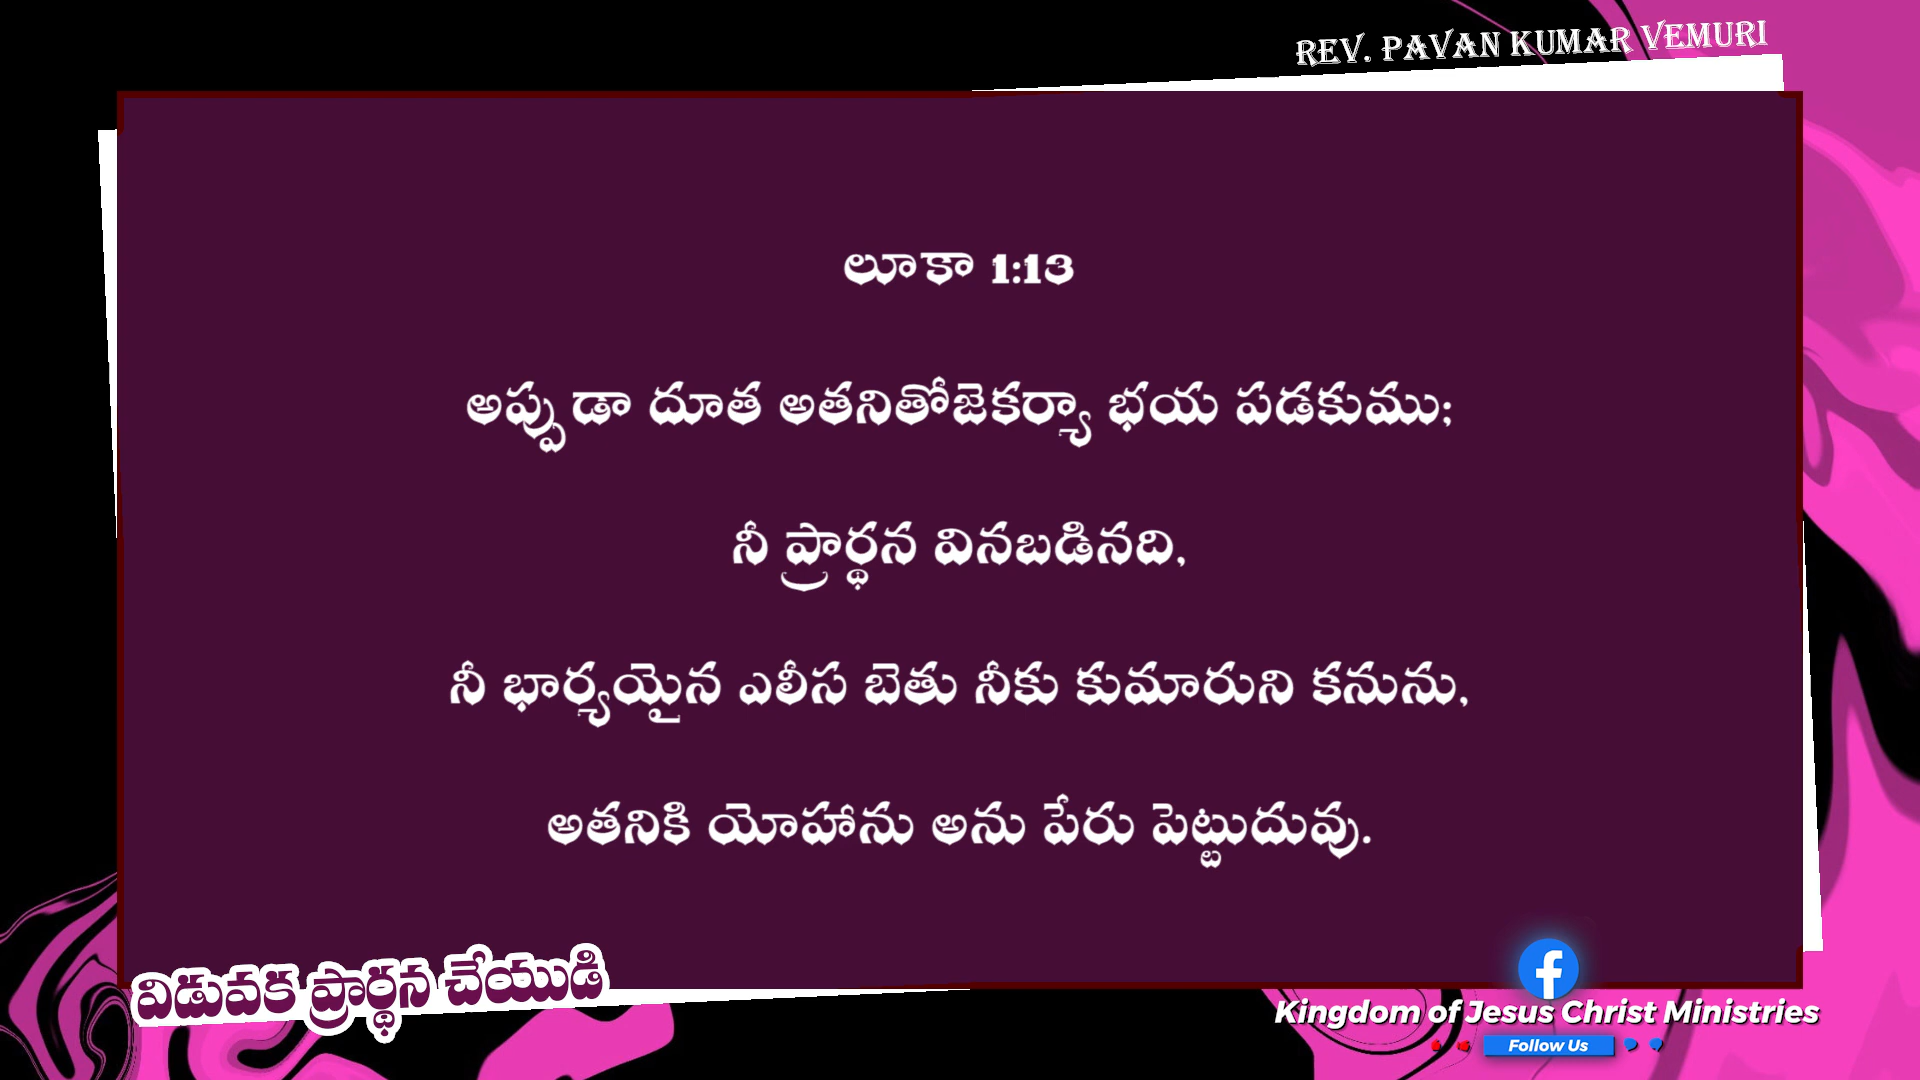 REV. PAVAN KUMAR VEMURI
లూకా 1:13
అప్పుడా దూత అతనితోజెకర్యా భయ పడకుము;
నీ ప్రార్థన వినబడినది,
నీ భార్యయైన ఎలీస బెతు నీకు కుమారుని కనును,
అతనికి యోహాను అను పేరు పెట్టుదువు.
విడువక ప్రార్థన చేయుడి
Kingdom of Jesus Christ Ministries
Follow Us